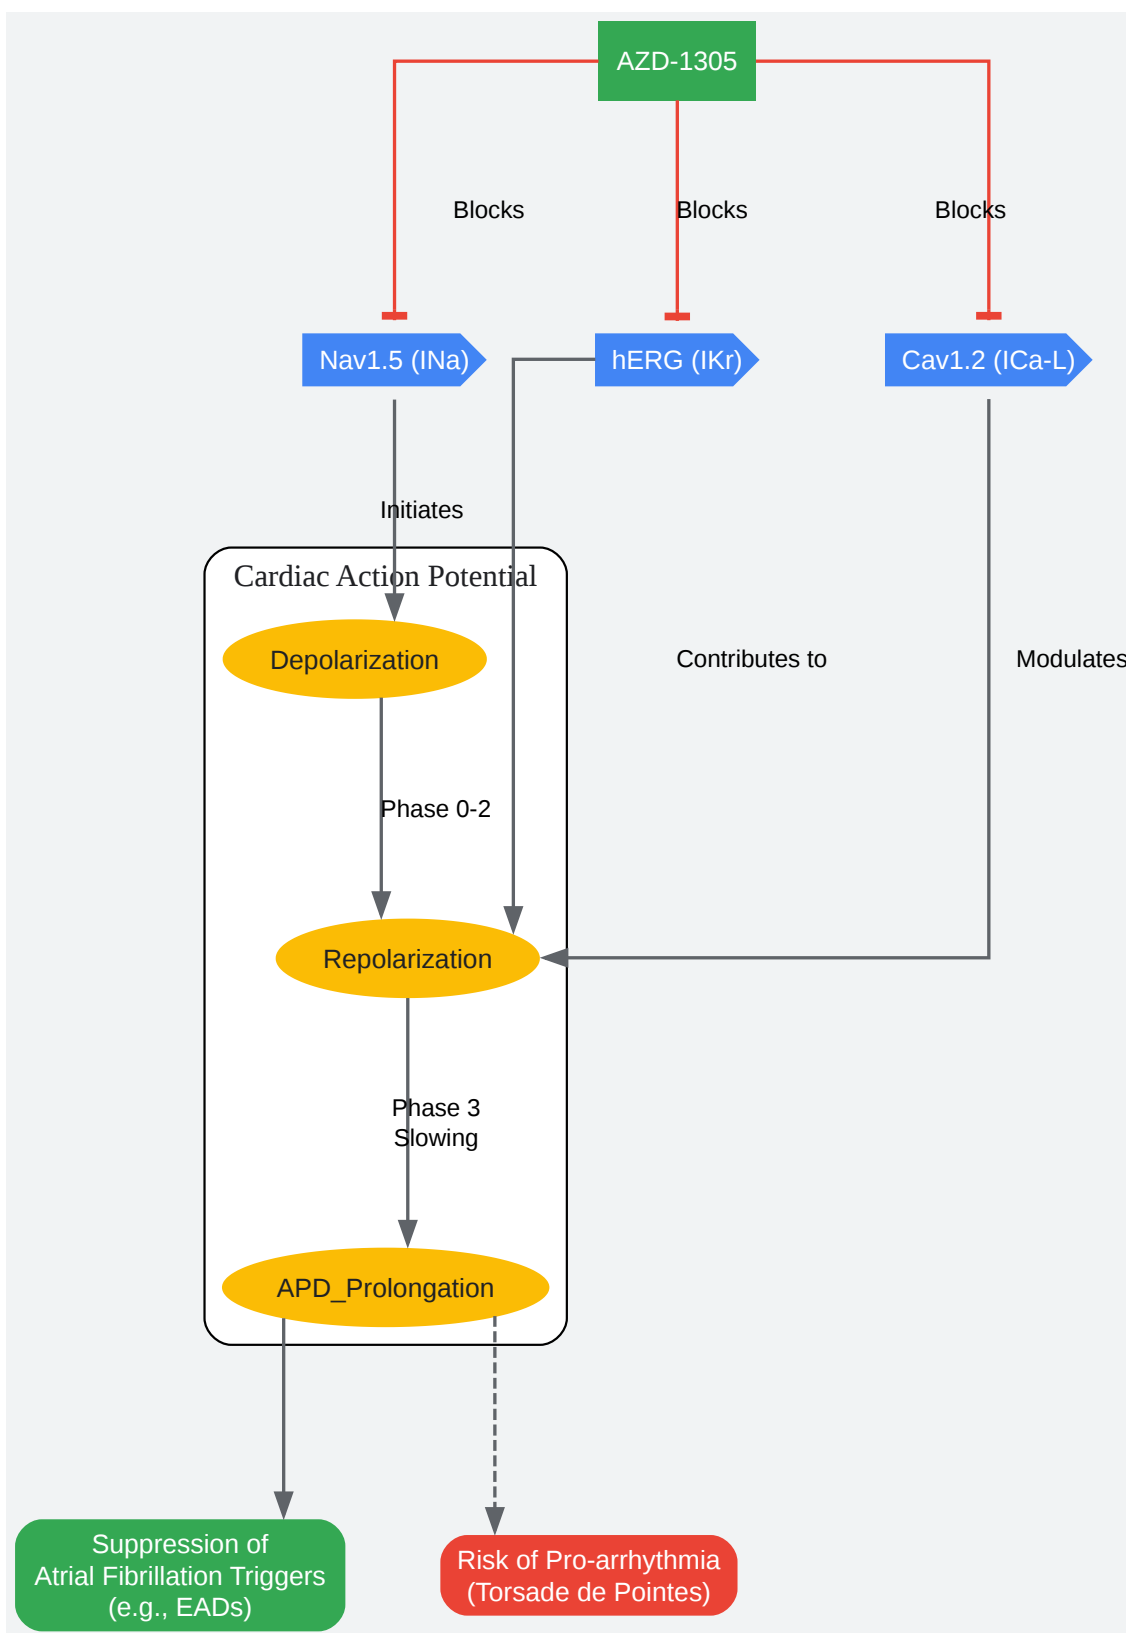 AZD-1305
Blocks
Blocks
Blocks
Nav1.5 (INa)
hERG (IKr)
Cav1.2 (ICa-L)
Initiates
Cardiac Action Potential
Depolarization
Contributes to
Modulates
Phase 0-2
Repolarization
Phase 3
Slowing
APD_Prolongation
Suppression of
Atrial Fibrillation Triggers
(e.g., EADs)
Risk of Pro-arrhythmia
(Torsade de Pointes)